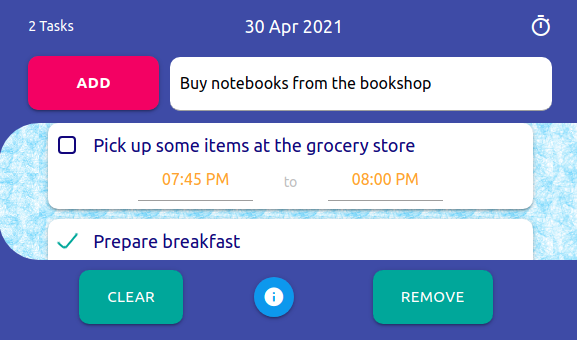 2 Tasks 30 Apr 2021
ADD Buy notebooks from the bookshop
Pick up some items at the grocery store
07:45 PM to 08:00 PM
Prepare breakfast
CLEAR REMOVE